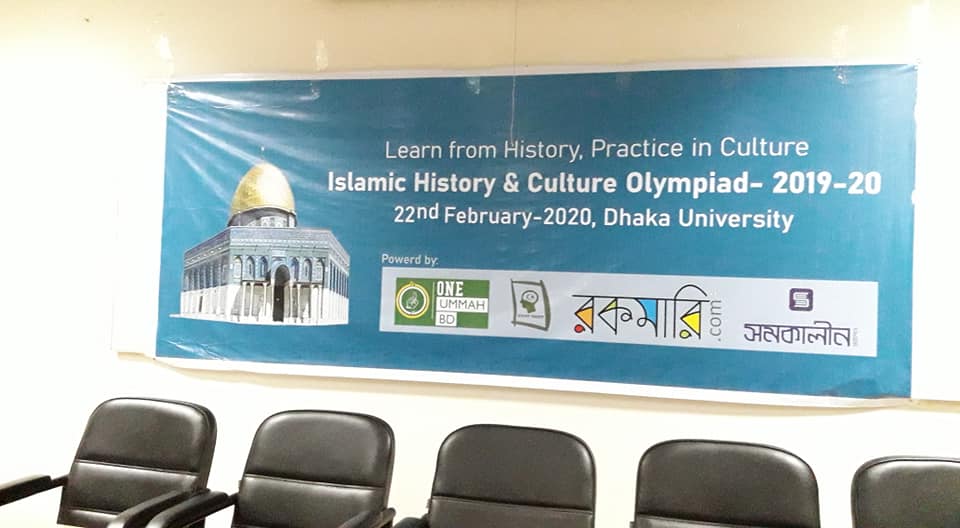 Learn from History, Practice in Culture
Islamic History & Culture Olympiad- 2019-20
22nd February-2020, Dhaka University
Powerd by:
ONE
UMMAH
BD
রকমারি.com
সমকালীন